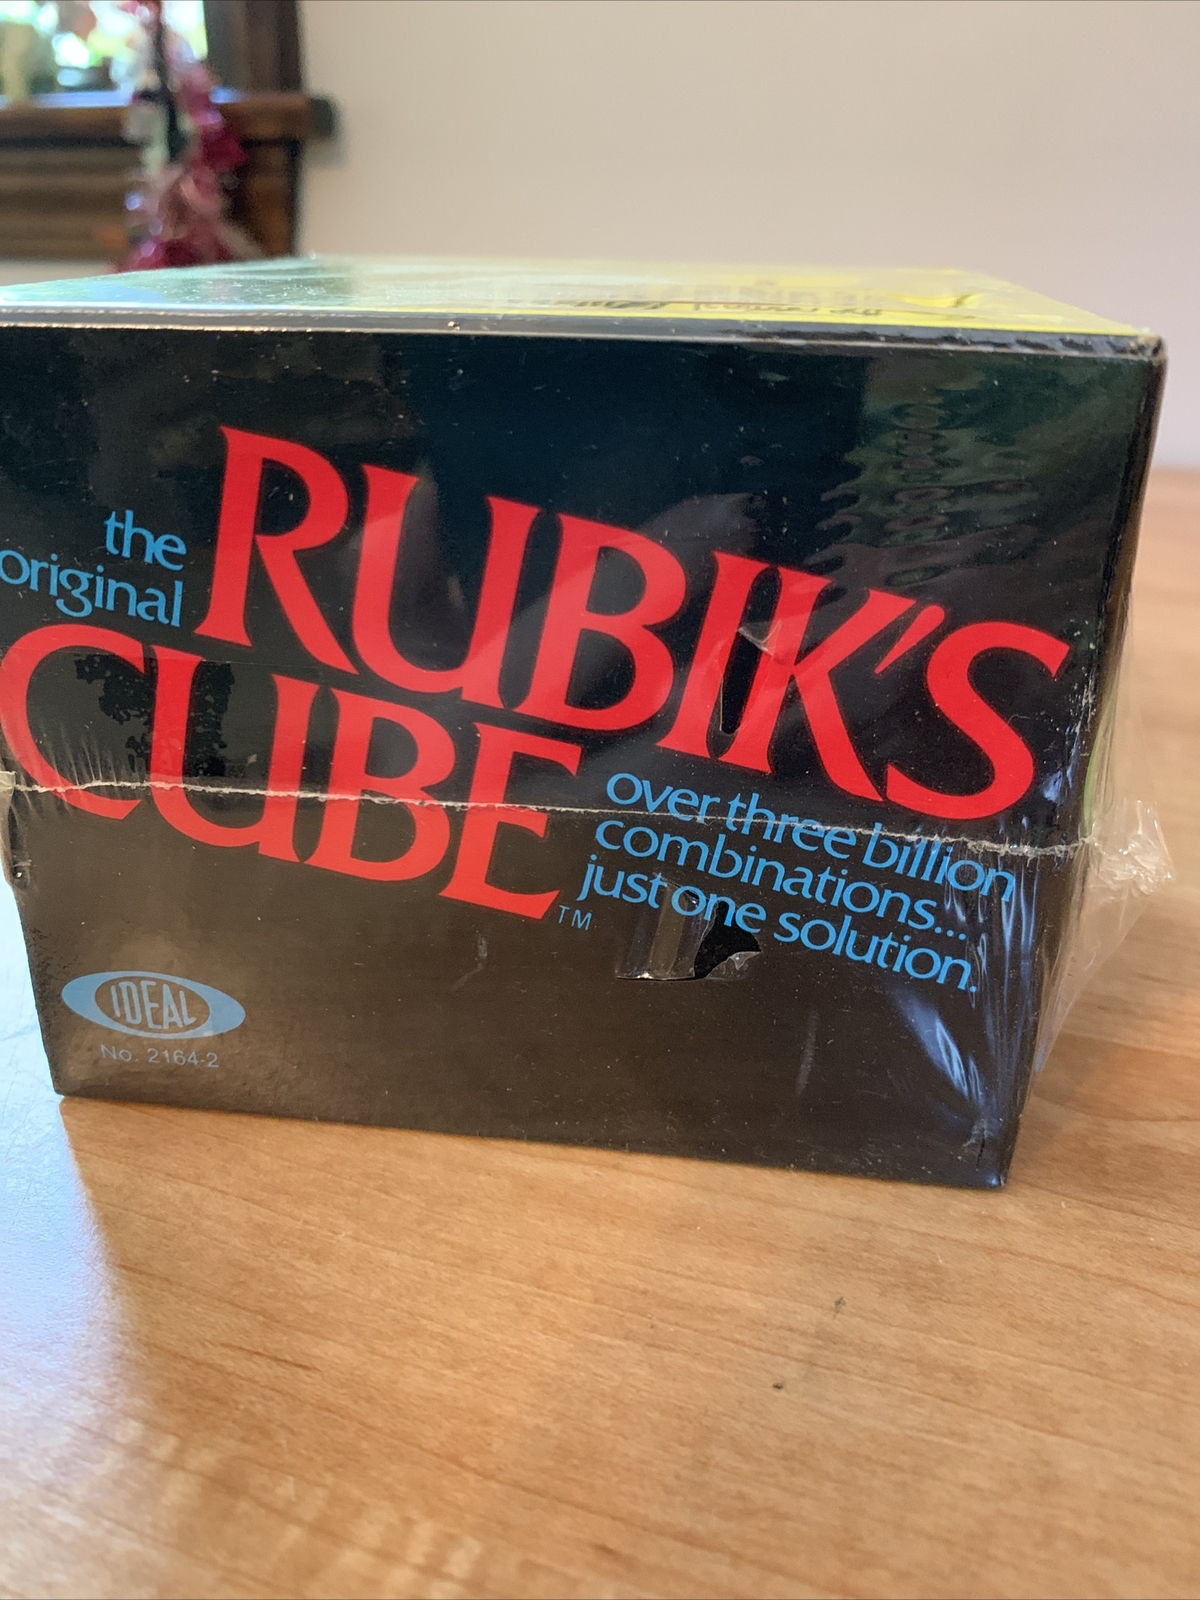 the
original
RUBIK'S
CUBE
TM
over three billion
combinations...
just one solution.
IDEAL
No. 2164-2